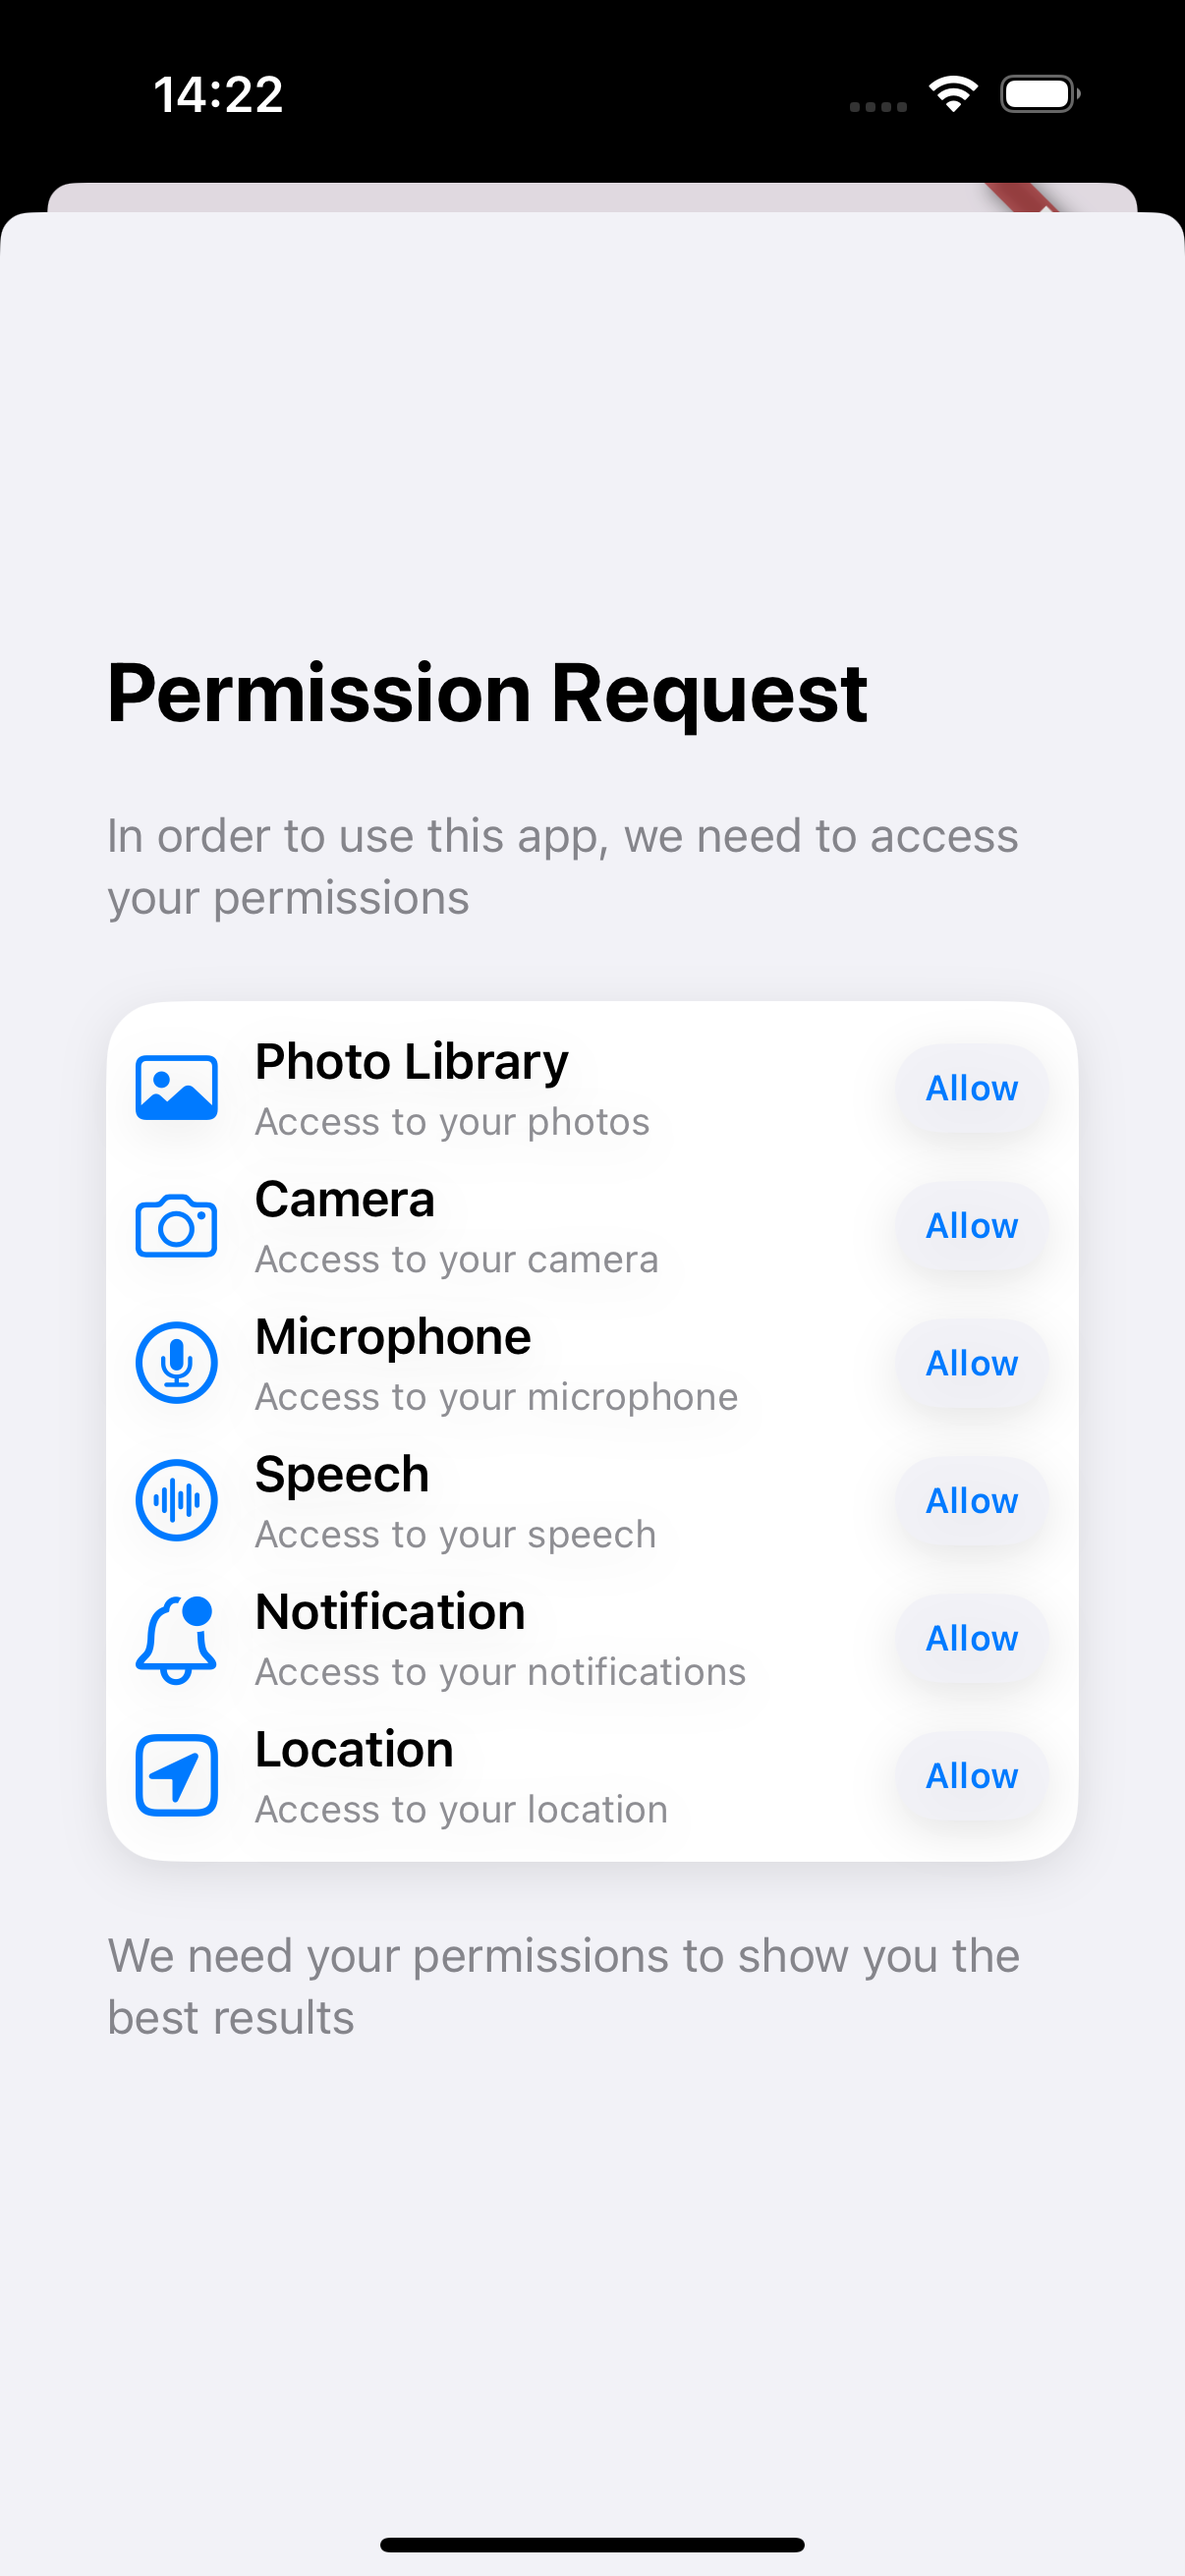 14:22
Permission Request
In order to use this app, we need to access
your permissions
Photo Library
Access to your photos
Allow
Camera
Access to your camera
Allow
Microphone
Access to your microphone
Allow
Speech
Access to your speech
Allow
Notification
Access to your notifications
Allow
Location
Access to your location
Allow
We need your permissions to show you the
best results